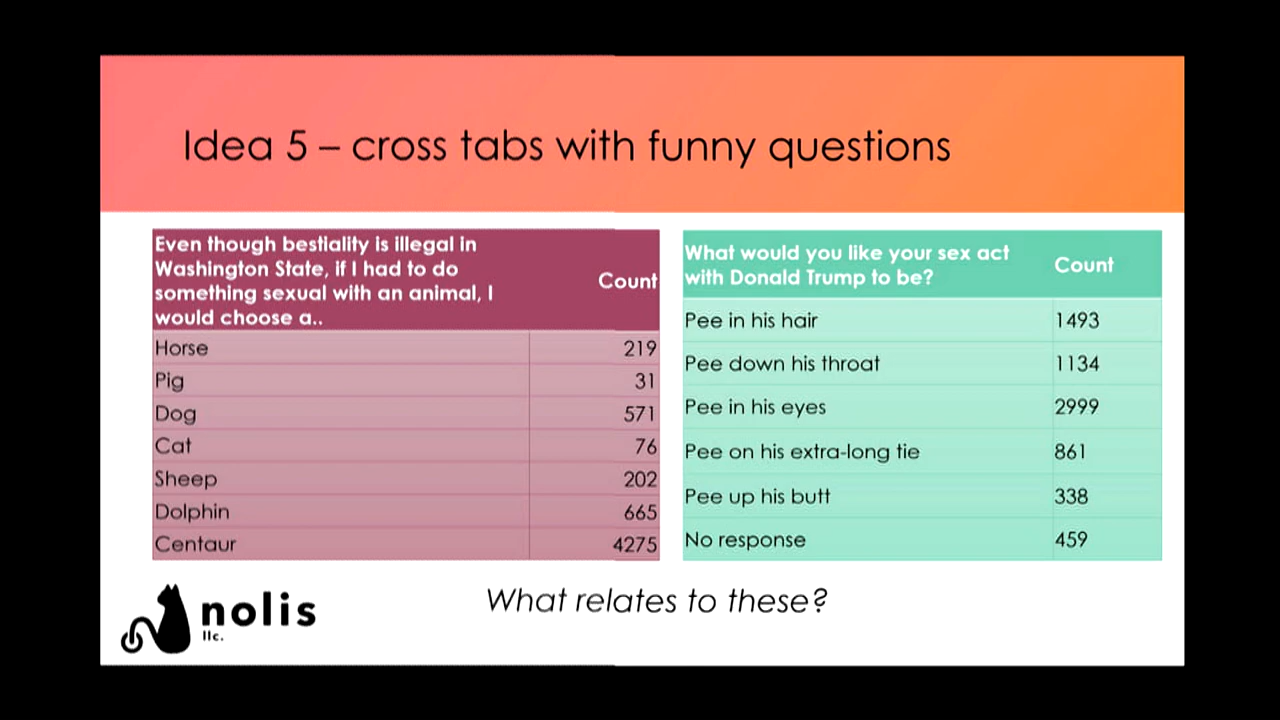 Idea 5 – cross tabs with funny questions
Even though bestiality is illegal in
Washington State, if I had to do
something sexual with an animal, I
would choose a..
Count
Horse 219
Pig 31
Dog 571
Cat 76
Sheep 202
Dolphin 665
Centaur 4275
What would you like your sex act
with Donald Trump to be?
Count
Pee in his hair 1493
Pee down his throat 1134
Pee in his eyes 2999
Pee on his extra-long tie 861
Pee up his butt 338
No response 459
What relates to these?
nolis
llc.